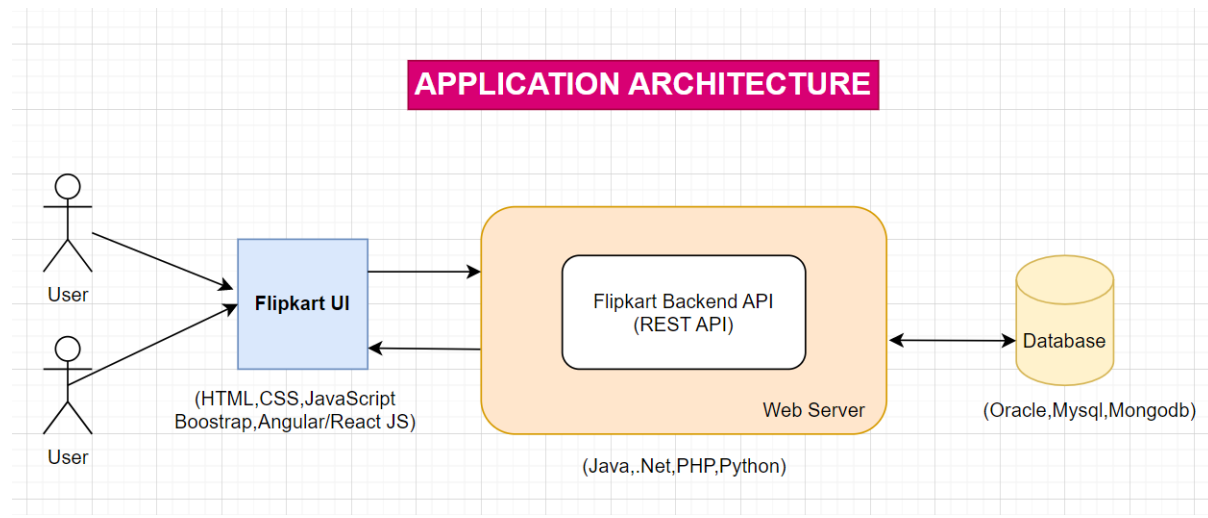 APPLICATION ARCHITECTURE
User
User
Flipkart UI
(HTML,CSS,JavaScript
Boostrap,Angular/React JS)
Flipkart Backend API
(REST API)
Web Server
(Java,.Net,PHP,Python)
Database
(Oracle,Mysql,Mongodb)